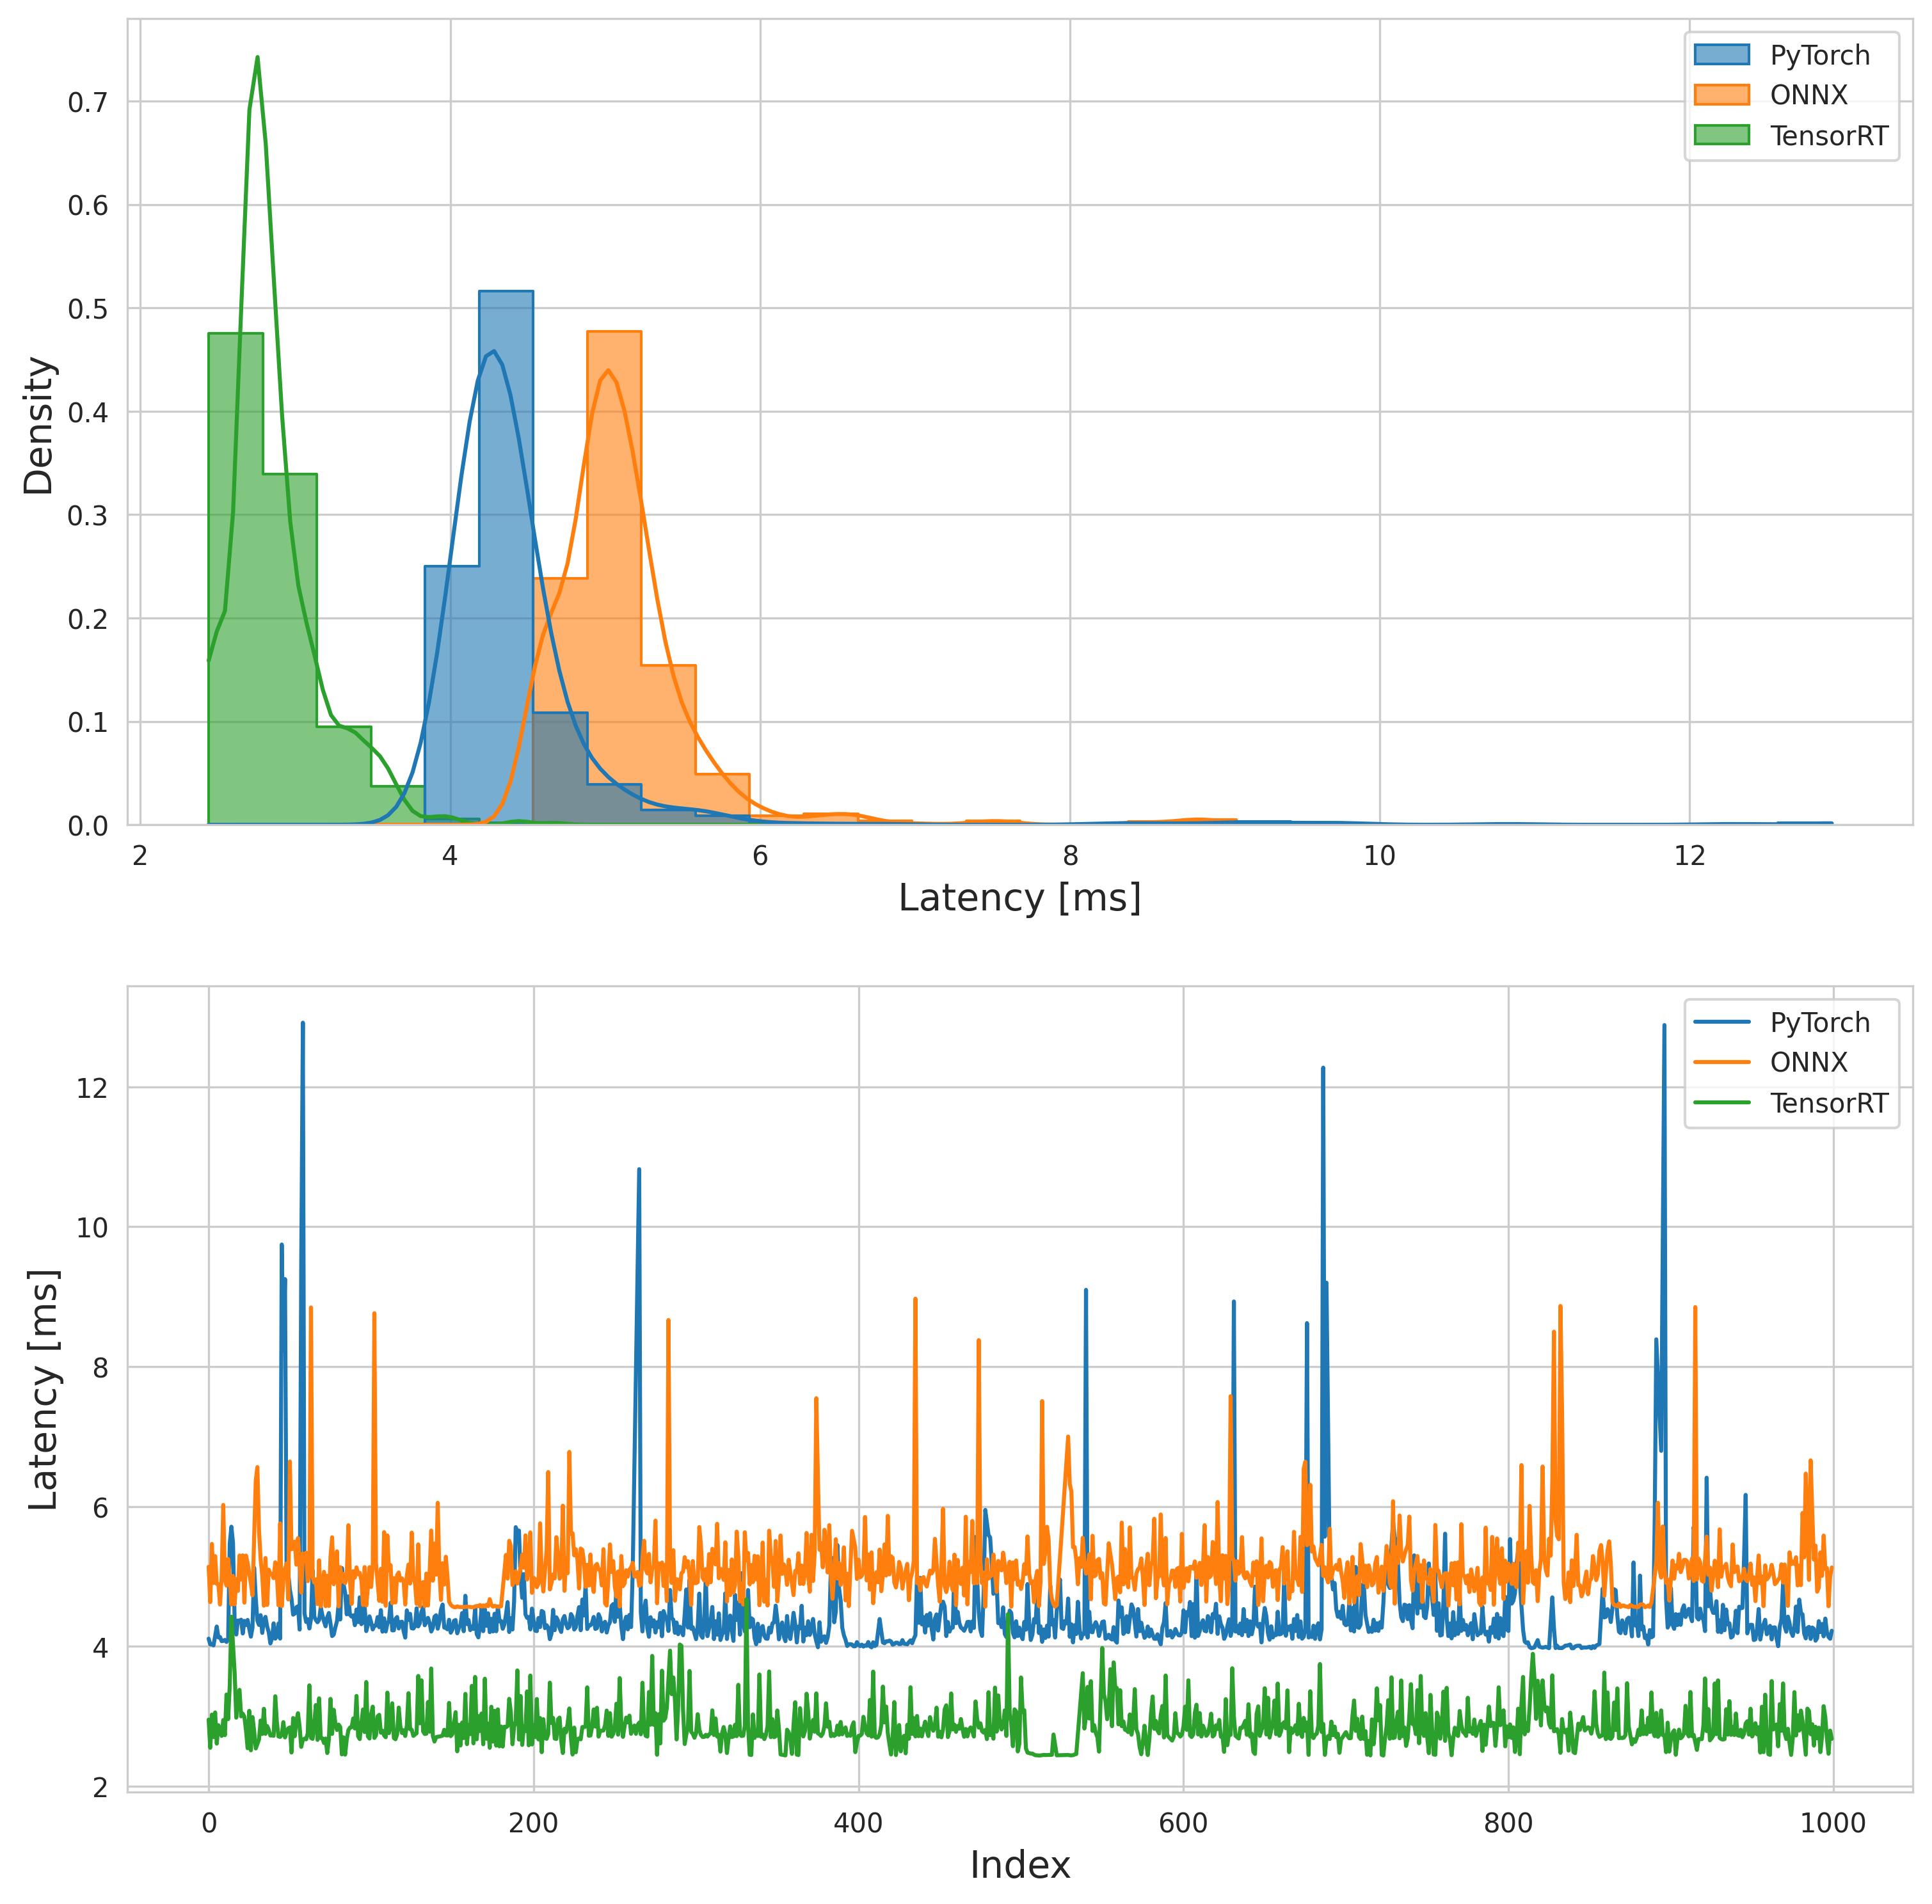 PyTorch
ONNX
TensorRT
Density
0.7
0.6
0.5
0.4
0.3
0.2
0.1
0.0
2 4 6 8 10 12
Latency [ms]
PyTorch
ONNX
TensorRT
Latency [ms]
12
10
8
6
4
2
0 200 400 600 800 1000
Index